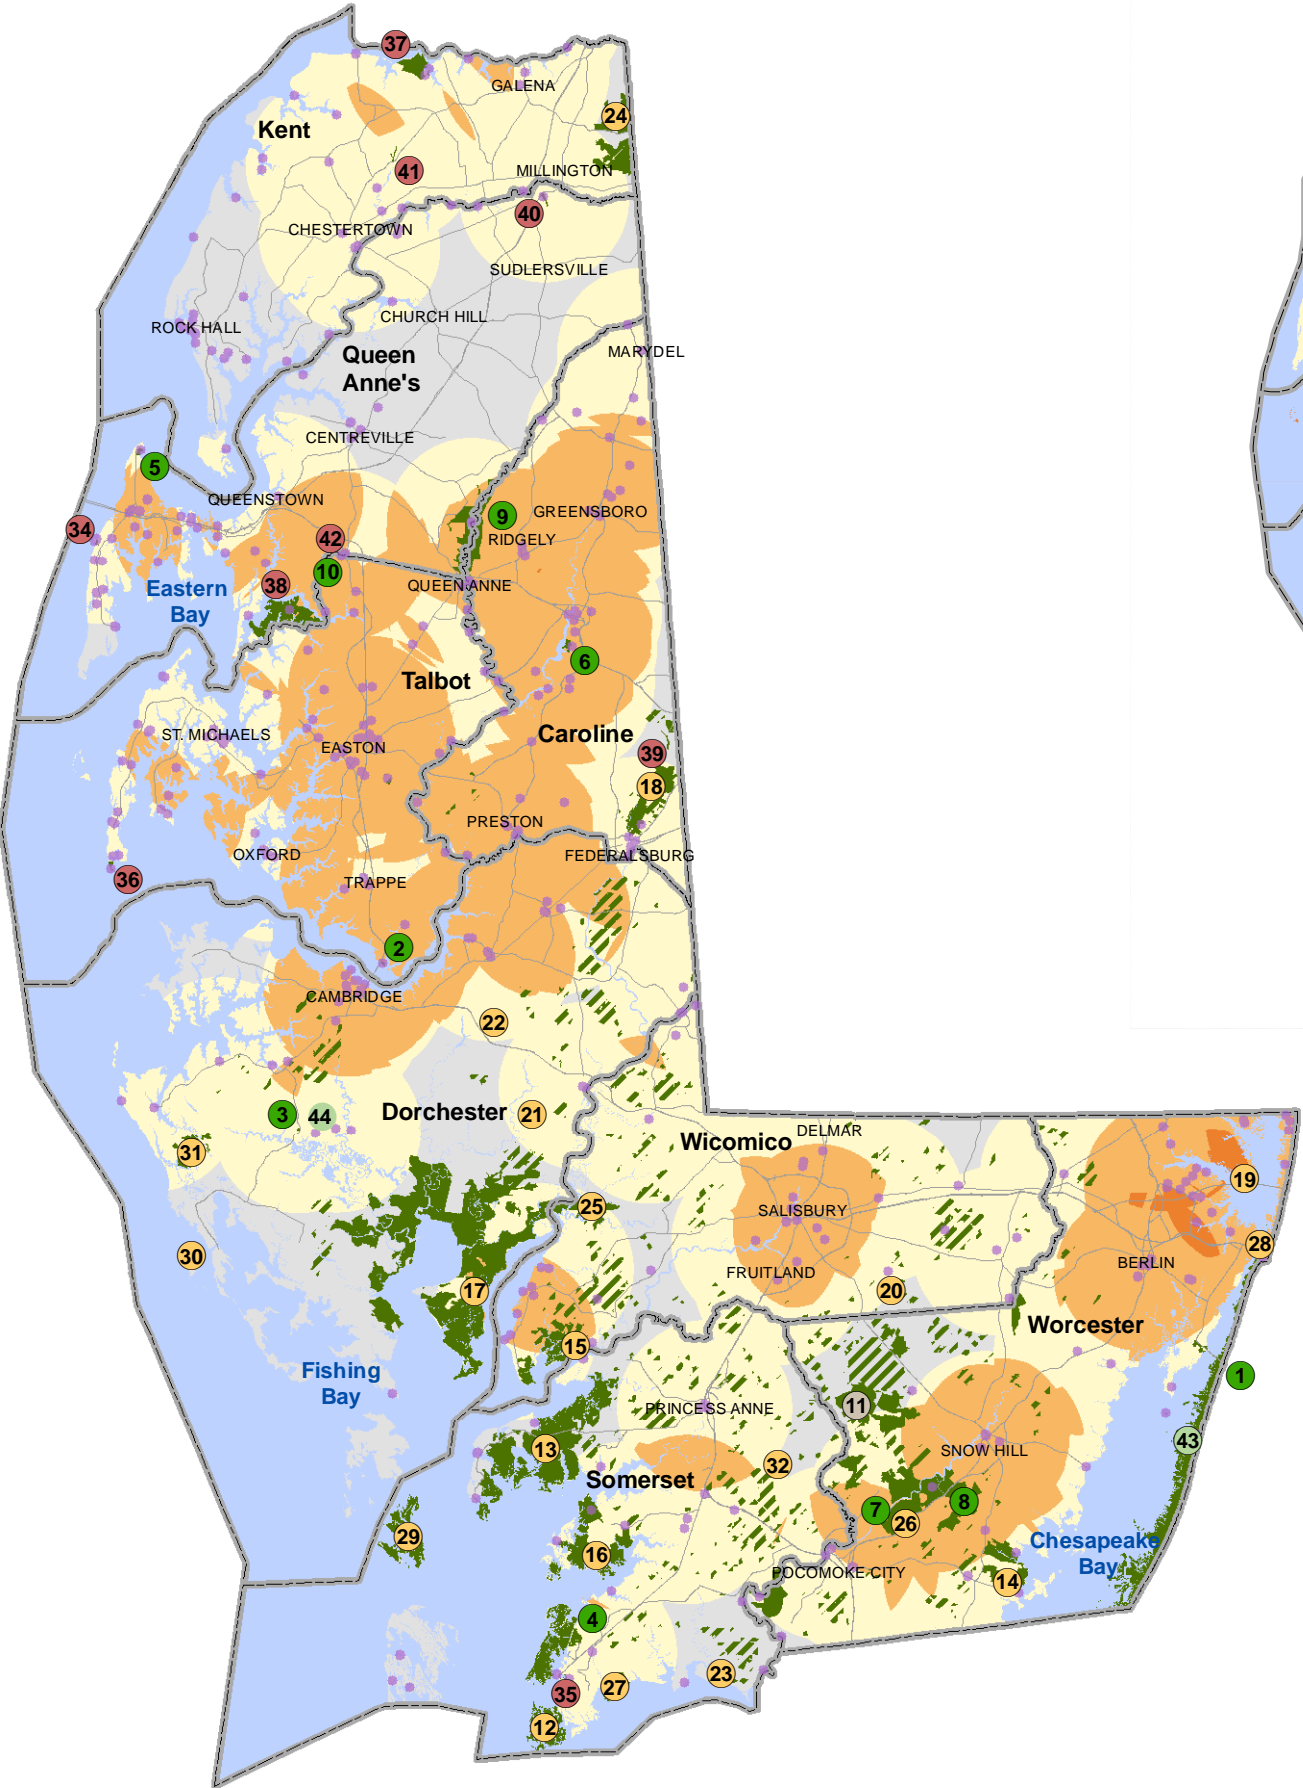 37
GALENA
24
Kent
41
MILLINGTON
40
CHESTERTOWN
SUDLERSVILLE
CHURCH HILL
ROCK HALL
MARYDEL
Queen
Anne's
CENTREVILLE
5
QUEENSTOWN
9
GREENSBORO
34
42
RIDGELY
10
38
QUEEN ANNE
Eastern
Bay
6
Talbot
ST. MICHAELS
Caroline
EASTON
39
18
PRESTON
OXFORD
FEDERALSBURG
36
TRAPPE
2
CAMBRIDGE
22
3
44
Dorchester
21
DELMAR
Wicomico
31
19
25
SALISBURY
30
28
BERLIN
FRUITLAND
17
20
Worcester
15
Fishing
Bay
1
11
PRINCESS ANNE
43
13
SNOW HILL
32
Somerset
7
8
26
29
Chesapeake
Bay
16
POCOMOKE CITY
14
4
23
27
35
12